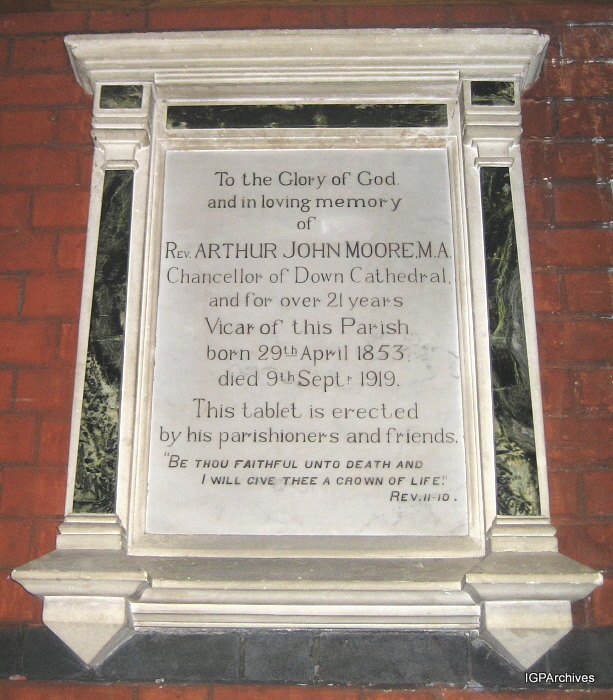 To the Glory of God.
and in loving memory
of
REV. ARTHUR JOHN MOORE, M.A.
Chancellor of Down Cathedral,
and for over 21 years
Vicar of this Parish
born 29th April 1853.
died 9th Septr 1919.
This tablet is erected
by his parishioners and friends.
"BE THOU FAITHFUL UNTO DEATH AND
I WILL GIVE THEE A CROWN OF LIFE."
REV. II-10.
IGPArchives